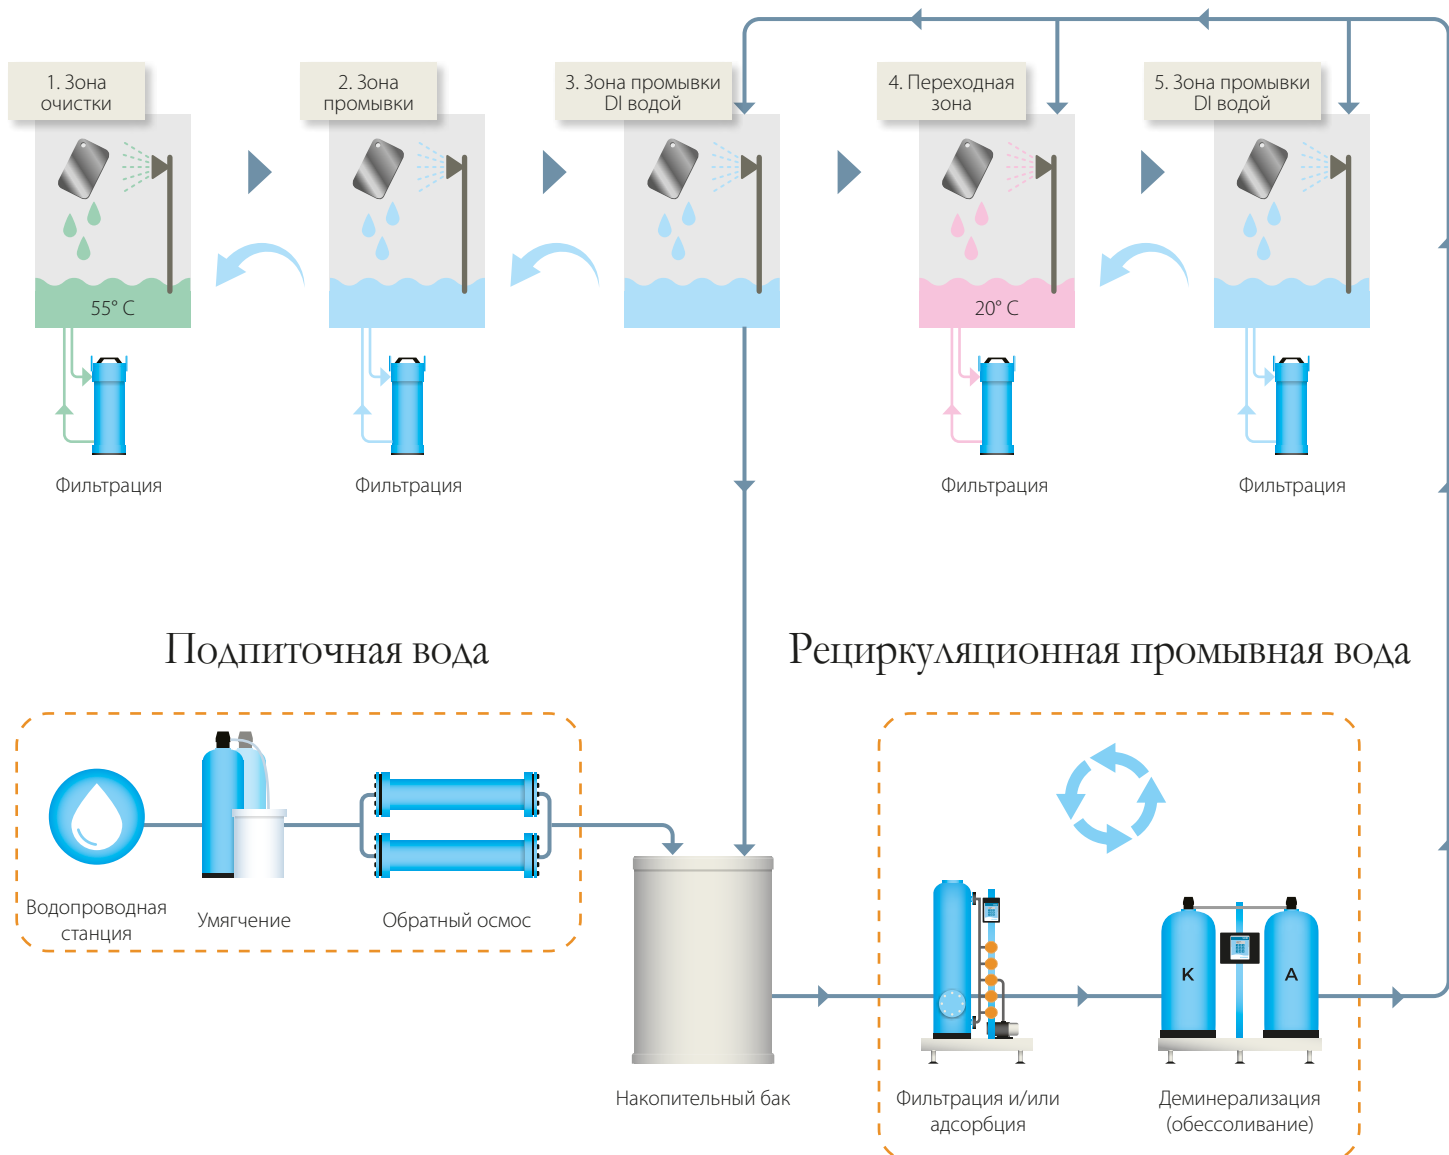 1. Зона
очистки
2. Зона
промывки
3. Зона промывки
DI водой
4. Переходная
зона
5. Зона промывки
DI водой
55° C
20° C
Фильтрация
Фильтрация
Фильтрация
Фильтрация
Подпиточная вода
Рециркуляционная промывная вода
Водопроводная
станция
Умягчение
Обратный осмос
K
A
Накопительный бак
Фильтрация и/или
адсорбция
Деминерализация
(обессоливание)